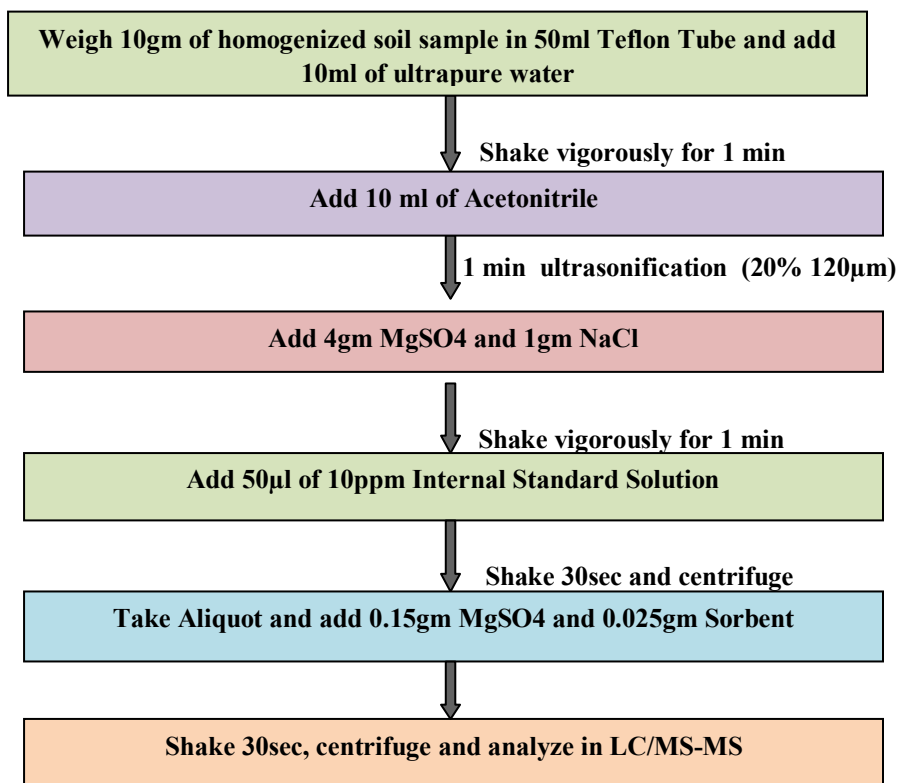 Weigh 10gm of homogenized soil sample in 50ml Teflon Tube and add
10ml of ultrapure water
Shake vigorously for 1 min
Add 10 ml of Acetonitrile
1 min ultrasonification (20% 120µm)
Add 4gm MgSO4 and 1gm NaCl
Shake vigorously for 1 min
Add 50µl of 10ppm Internal Standard Solution
Shake 30sec and centrifuge
Take Aliquot and add 0.15gm MgSO4 and 0.025gm Sorbent
Shake 30sec, centrifuge and analyze in LC/MS-MS